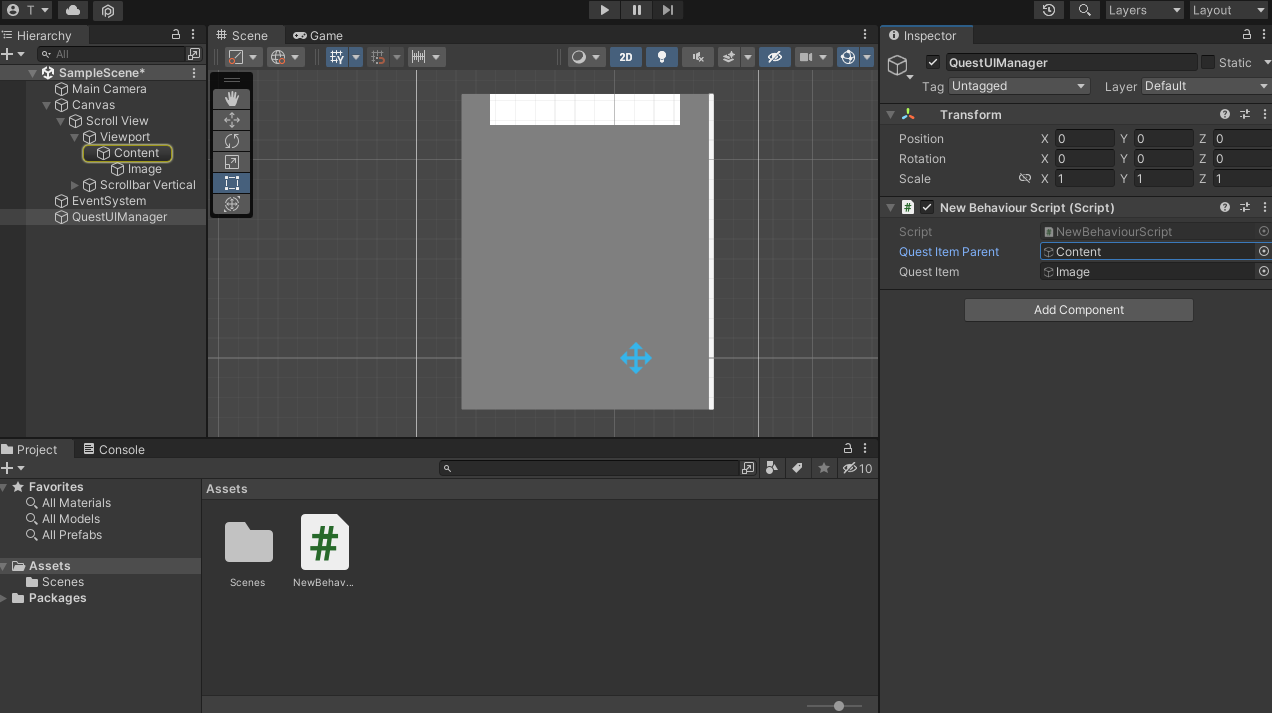 T
Layers
Layout
Hierarchy
All
SampleScene*
Main Camera
Canvas
Scroll View
Viewport
Content
Image
Scrollbar Vertical
EventSystem
QuestUIManager
Scene
Game
2D
Inspector
QuestUIManager
Static
Tag Untagged
Layer Default
Transform
Position X 0 Y 0 Z 0
Rotation X 0 Y 0 Z 0
Scale X 1 Y 1 Z 1
# New Behaviour Script (Script)
Script # NewBehaviourScript
Quest Item Parent Content
Quest Item Image
Add Component
Project
Console
10
Favorites
All Materials
All Models
All Prefabs
Assets
Scenes
Packages
Assets
#
Scenes
NewBehav...